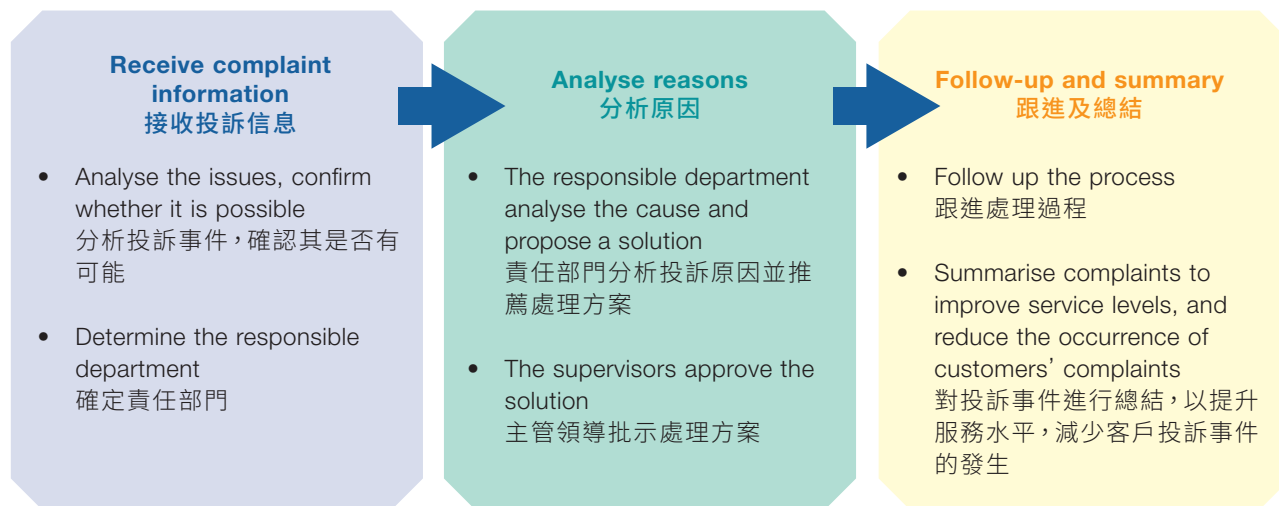 Receive complaint
information
接收投訴信息
• Analyse the issues, confirm
whether it is possible
分析投訴事件，確認其是否有
可能
• Determine the responsible
department
確定責任部門
Analyse reasons
分析原因
• The responsible department
analyse the cause and
propose a solution
責任部門分析投訴原因並推
薦處理方案
• The supervisors approve the
solution
主管領導批示處理方案
Follow-up and summary
跟進及總結
• Follow up the process
跟進處理過程
• Summarise complaints to
improve service levels, and
reduce the occurrence of
customers’ complaints
對投訴事件進行總結，以提升
服務水平，減少客戶投訴事件
的發生